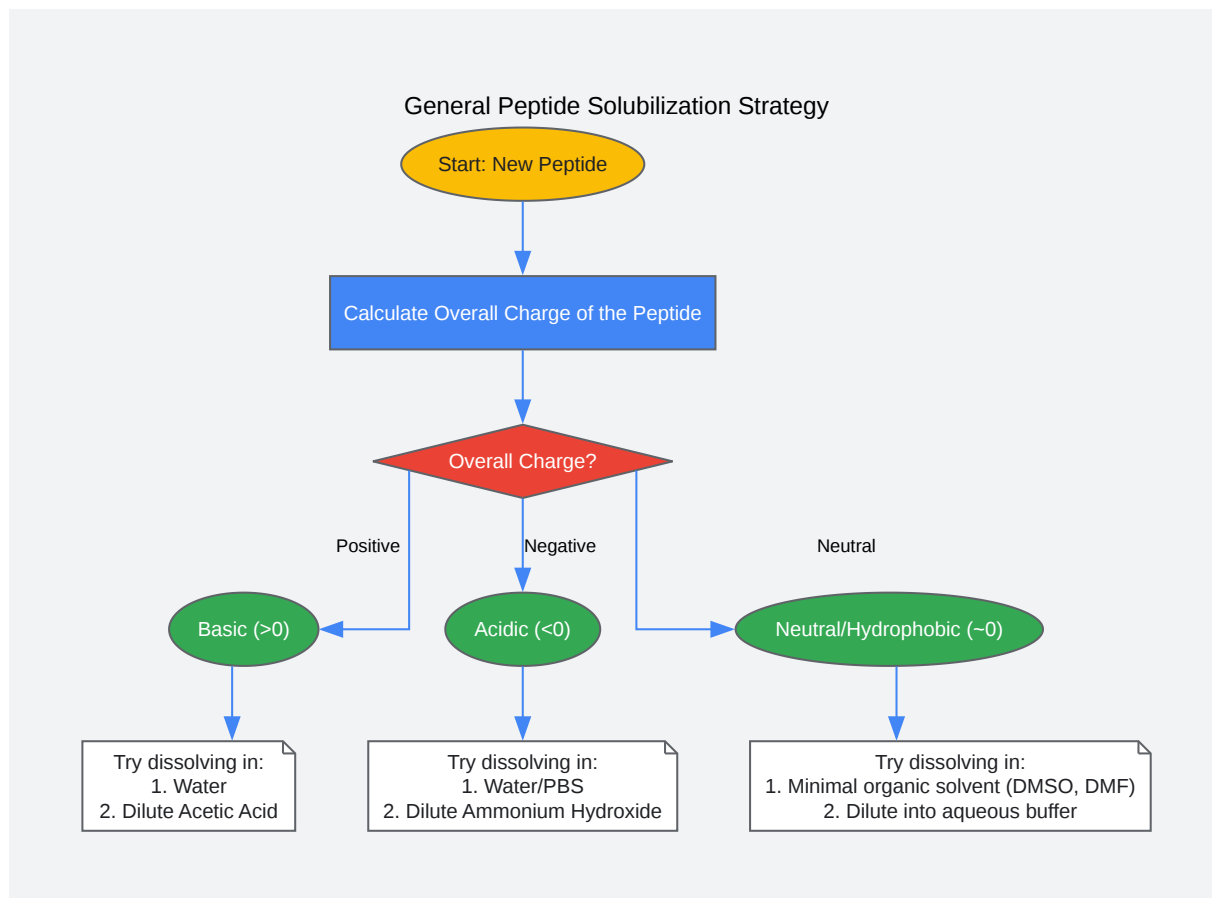 General Peptide Solubilization Strategy
Start: New Peptide
Calculate Overall Charge of the Peptide
Overall Charge?
Positive
Negative
Neutral
Basic (>0)
Acidic (<0)
Neutral/Hydrophobic (~0)
Try dissolving in:
1. Water
2. Dilute Acetic Acid
Try dissolving in:
1. Water/PBS
2. Dilute Ammonium Hydroxide
Try dissolving in:
1. Minimal organic solvent (DMSO, DMF)
2. Dilute into aqueous buffer